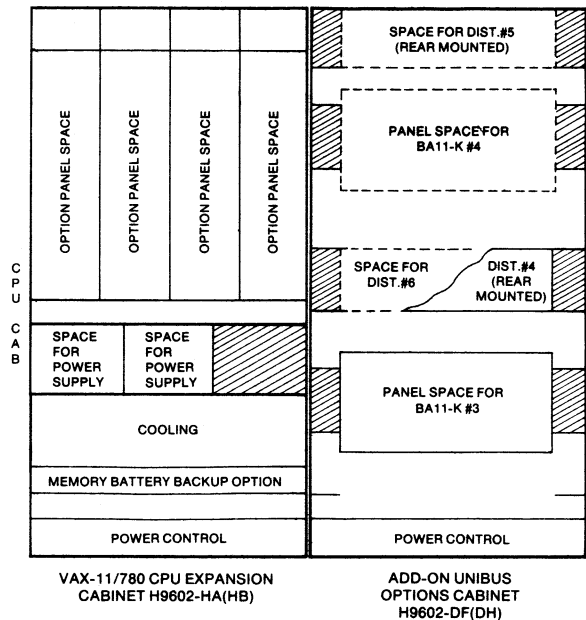 OPTION PANEL SPACE
OPTION PANEL SPACE
OPTION PANEL SPACE
OPTION PANEL SPACE
CPU
CAB
SPACE
FOR
POWER
SUPPLY
SPACE
FOR
POWER
SUPPLY
COOLING
MEMORY BATTERY BACKUP OPTION
POWER CONTROL
VAX-11/780 CPU EXPANSION
CABINET H9602-HA(HB)
SPACE FOR DIST.#5
(REAR MOUNTED)
PANEL SPACE FOR
BA11-K #4
SPACE FOR
DIST.#6
DIST.#4
(REAR
MOUNTED)
PANEL SPACE FOR
BA11-K #3
POWER CONTROL
ADD-ON UNIBUS
OPTIONS CABINET
H9602-DF(DH)